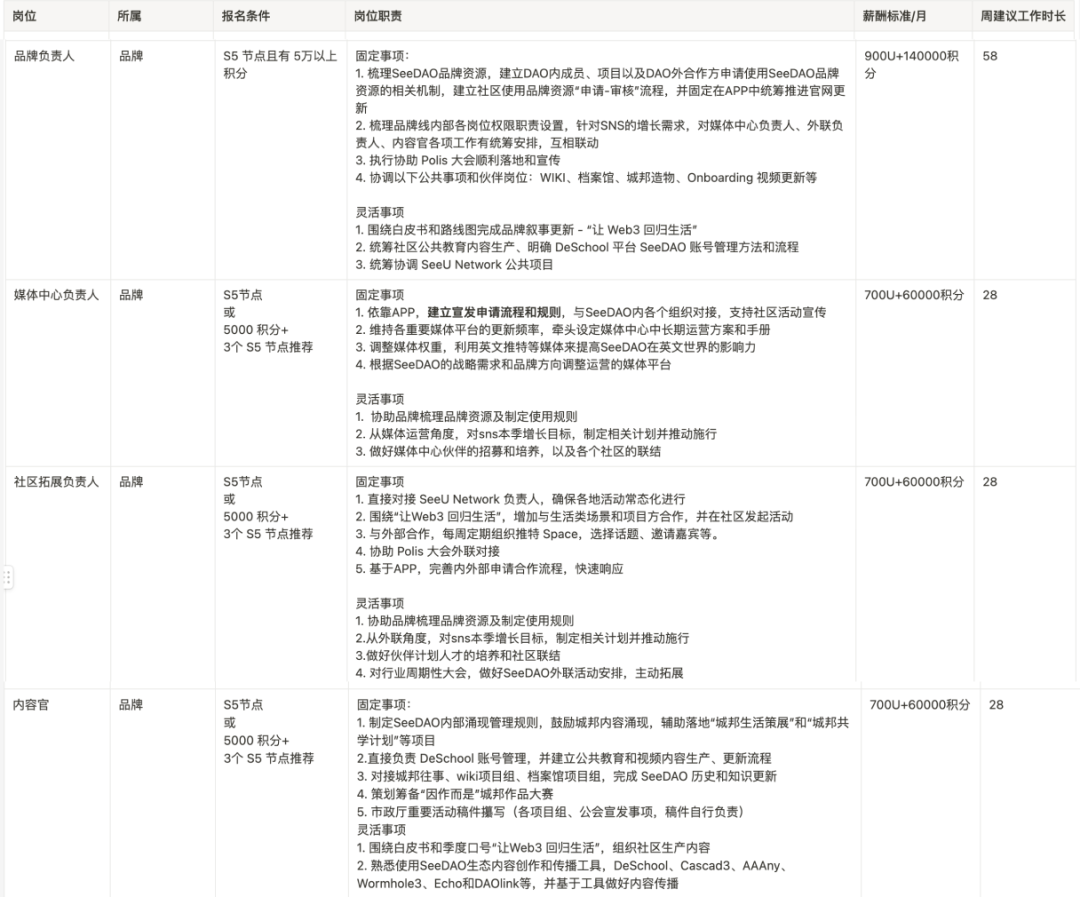 岗位 所属 报名条件 岗位职责 薪酬标准/月 周建议工作时长
品牌负责人 品牌 S5 节点且有 5万以上 固定事项： 900U+140000积 58
积分 1. 梳理SeeDAO品牌资源，建立DAO内成员、项目以及DAO外合作方申请使用SeeDAO品牌 分
资源的相关机制，建立社区使用品牌资源“申请-审核”流程，并固定在APP中统筹推进官网更
新
2. 梳理品牌线内部各岗位权限职责设置，针对SNS的增长需求，对媒体中心负责人、外联负
责人、内容官各项工作有统筹安排，互相联动
3. 执行协助 Polis 大会顺利落地和宣传
4. 协调以下公共事项和伙伴岗位：WIKI、档案馆、城邦造物、Onboarding 视频更新等
灵活事项
1. 围绕白皮书和路线图完成品牌叙事更新 - “让 Web3 回归生活”
2. 统筹社区公共教育内容生产、明确 DeSchool 平台 SeeDAO 账号管理方法和流程
3. 统筹协调 SeeU Network 公共项目
媒体中心负责人 品牌 S5节点 固定事项 700U+60000积分 28
或 1. 依靠APP，建立宣发申请流程和规则，与SeeDAO内各个组织对接，支持社区活动宣传
5000 积分+ 2. 维持各重要媒体平台的更新频率，牵头设定媒体中心中长期运营方案和手册
3个 S5 节点推荐 3. 调整媒体权重，利用英文推特等媒体来提高SeeDAO在英文世界的影响力
4. 根据SeeDAO的战略需求和品牌方向调整运营的媒体平台
灵活事项
1. 协助品牌梳理品牌资源及制定使用规则
2. 从媒体运营角度，对sns本季增长目标，制定相关计划并推动施行
3. 做好媒体中心伙伴的招募和培养，以及各个社区的联结
社区拓展负责人 品牌 S5节点 固定事项 700U+60000积分 28
或 1. 直接对接 SeeU Network 负责人，确保各地活动常态化进行
5000 积分+ 2. 围绕“让Web3 回归生活”，增加与生活类场景和项目方合作，并在社区发起活动
3个 S5 节点推荐 3. 与外部合作，每周定期组织推特 Space，选择话题、邀请嘉宾等。
4. 协助 Polis 大会外联对接
5. 基于APP，完善内外部申请合作流程，快速响应
灵活事项
1. 协助品牌梳理品牌资源及制定使用规则
2.从外联角度，对sns本季增长目标，制定相关计划并推动施行
3.做好伙伴计划人才的培养和社区联结
4. 对行业周期性大会，做好SeeDAO外联活动安排，主动拓展
内容官 品牌 S5节点 固定事项： 700U+60000积分 28
或 1. 制定SeeDAO内部涌现管理规则，鼓励城邦内容涌现，辅助落地“城邦生活策展”和“城邦共
5000 积分+ 学计划”等项目
3个 S5 节点推荐 2.直接负责 DeSchool 账号管理，并建立公共教育和视频内容生产、更新流程
3. 对接城邦往事、wiki项目组、档案馆项目组，完成 SeeDAO 历史和知识更新
4. 策划筹备“因作而是”城邦作品大赛
5. 市政厅重要活动稿件撰写（各项目组、公会宣发事项，稿件自行负责）
灵活事项
1. 围绕白皮书和季度口号“让Web3 回归生活”，组织社区生产内容
2. 熟悉使用SeeDAO生态内容创作和传播工具，DeSchool、Cascad3、AAAny、
Wormhole3、Echo和DAOlink等，并基于工具做好内容传播